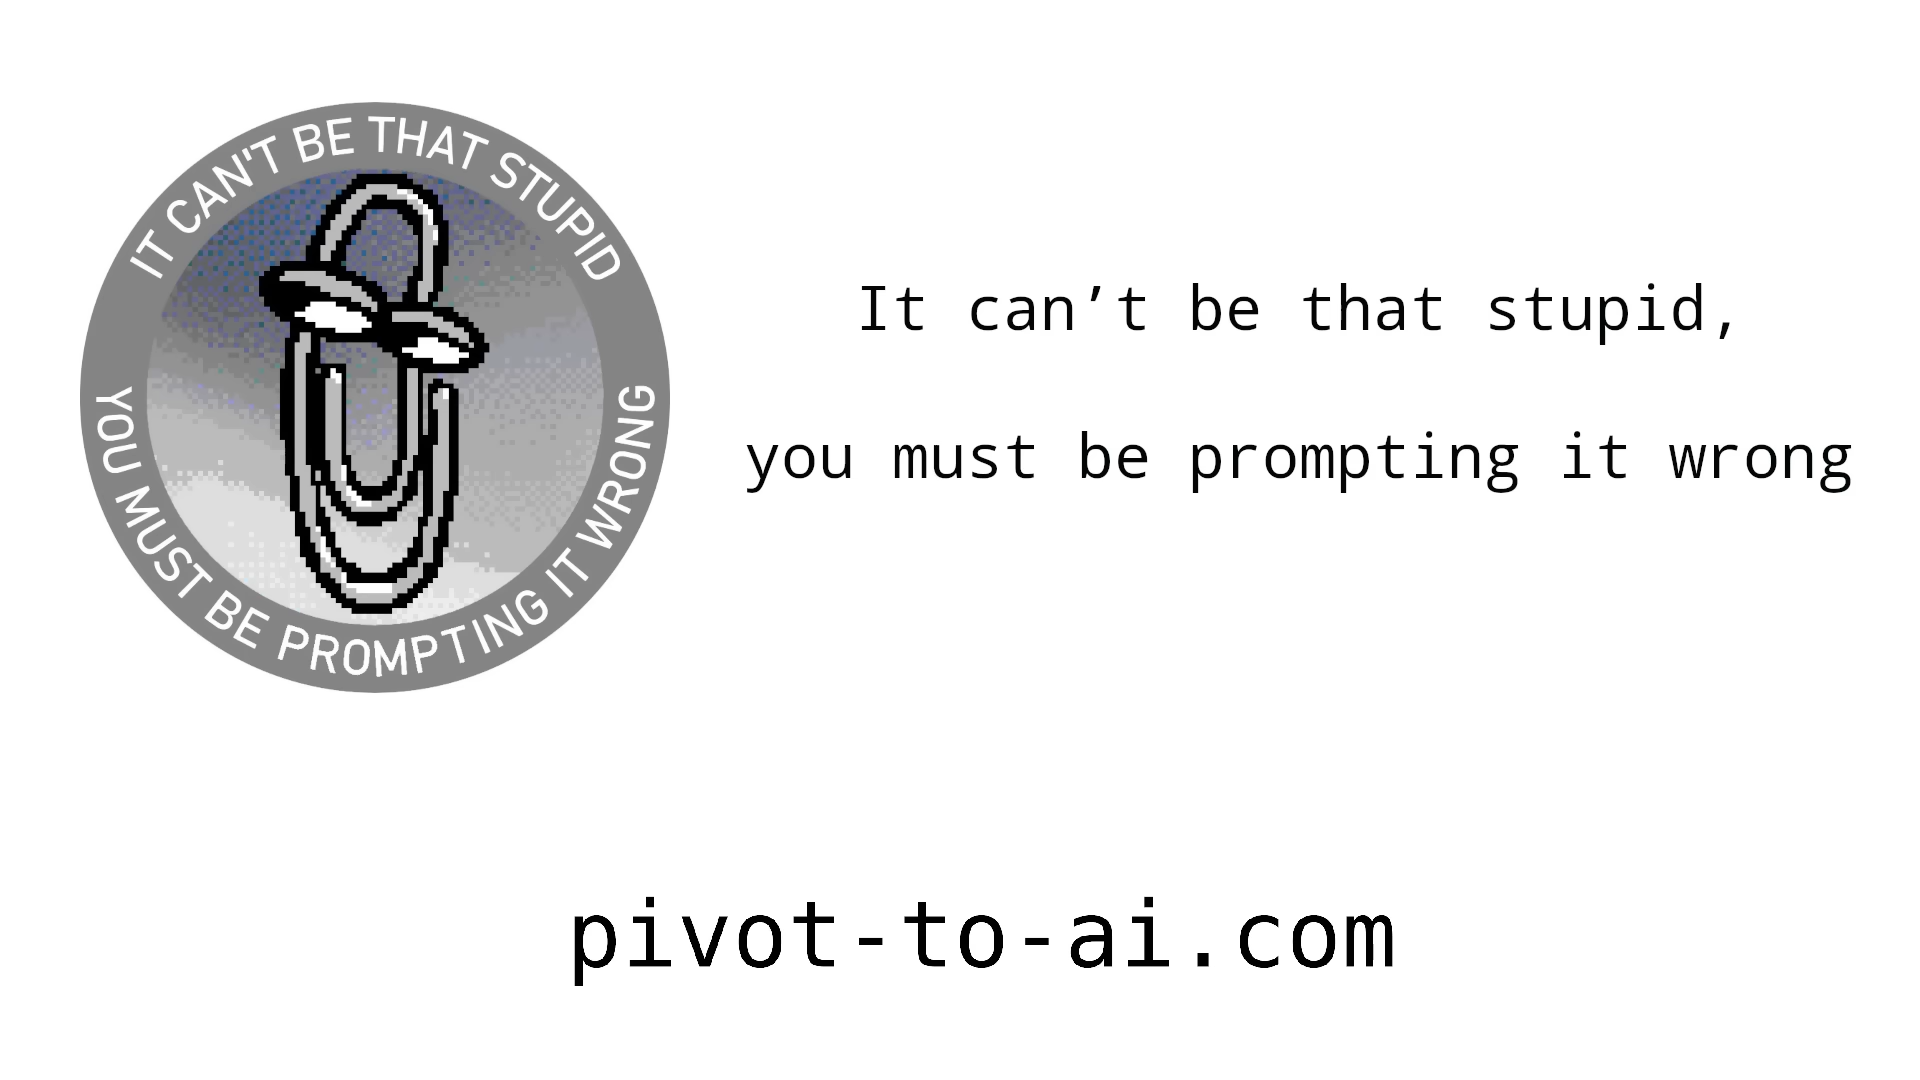 IT CAN'T BE THAT STUPID
YOU MUST BE PROMPTING IT WRONG
It can’t be that stupid,
you must be prompting it wrong
pivot-to-ai.com